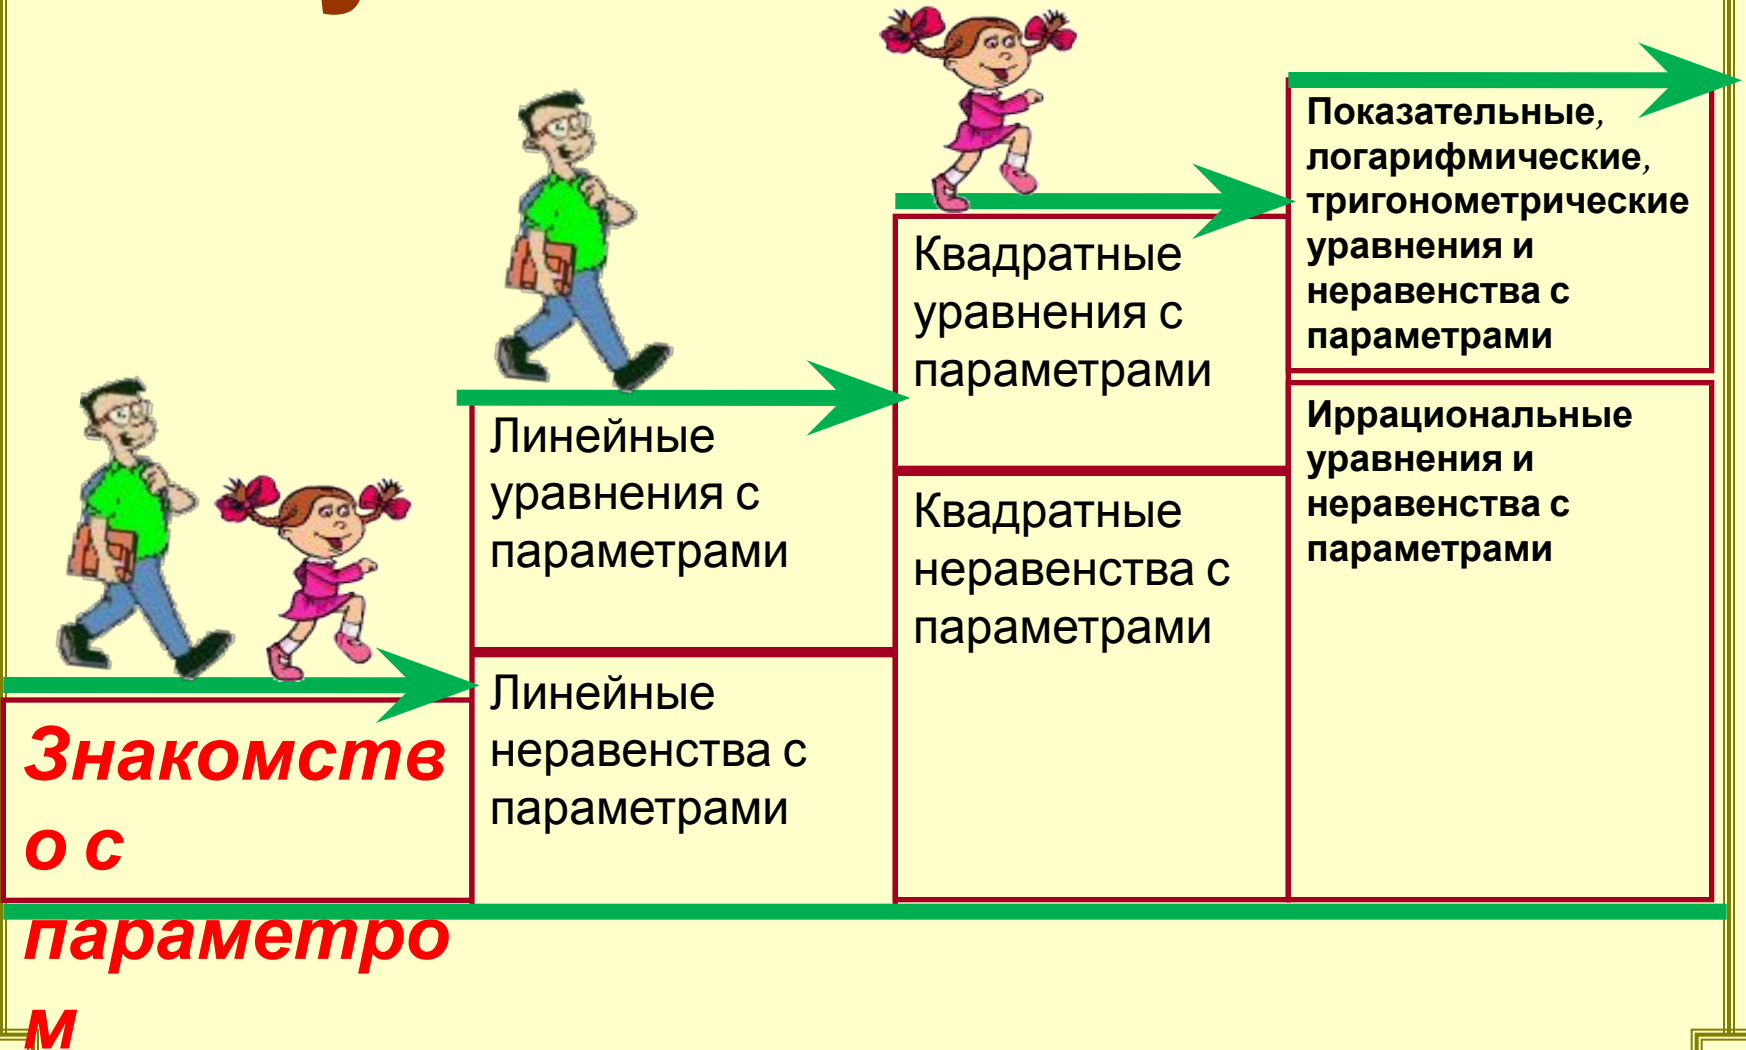 Знакомств
о с
параметро
м
Линейные
уравнения с
параметрами
Линейные
неравенства с
параметрами
Квадратные
уравнения с
параметрами
Квадратные
неравенства с
параметрами
Показательные,
логарифмические,
тригонометрические
уравнения и
неравенства с
параметрами
Иррациональные
уравнения и
неравенства с
параметрами